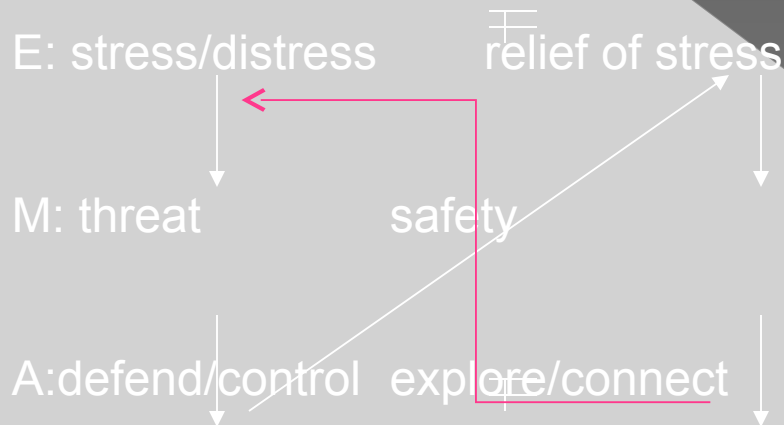 E: stress/distress relief of stress
M: threat safety
A:defend/control explore/connect